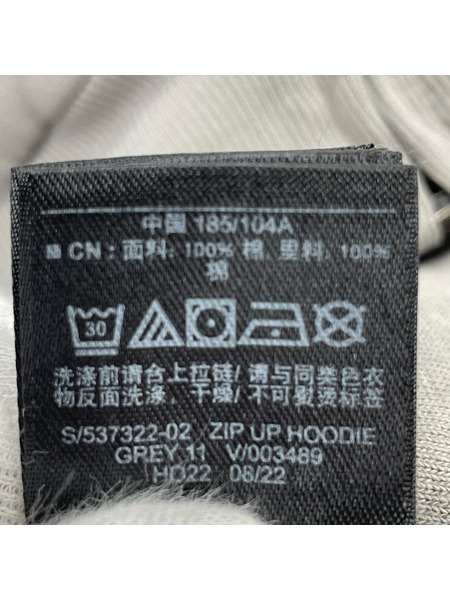 中国 185/104A
CN : 面料: 100% 棉, 里料: 100%
棉
30
洗涤前请合上拉链/ 请与同类色衣
物反面洗涤、干燥/ 不可熨烫标签
S/537322-02 ZIP UP HOODIE
GREY 11 V/003489
HO22 08/22